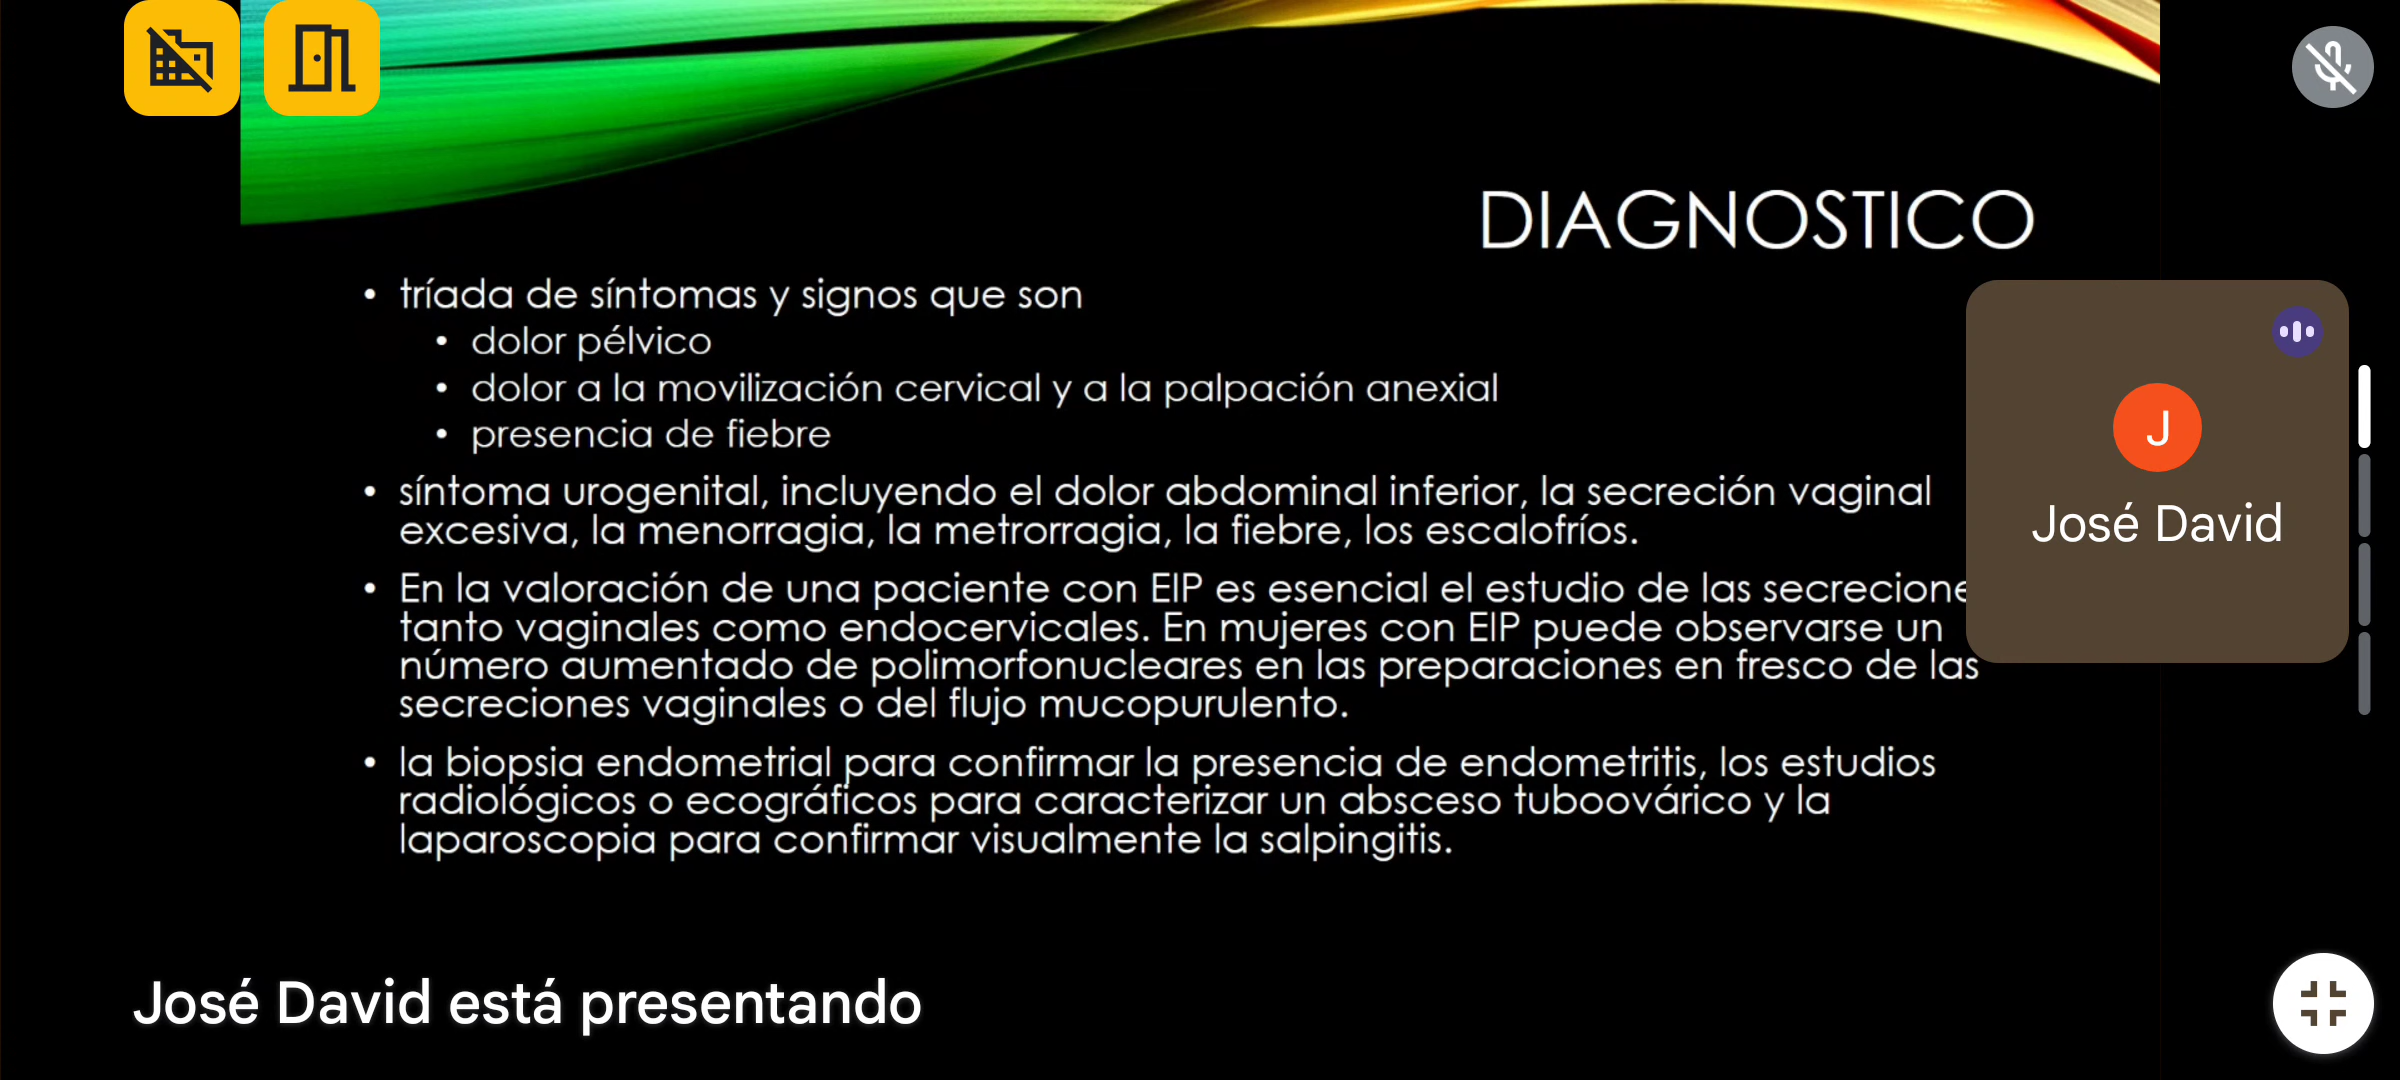 DIAGNOSTICO
• tríada de síntomas y signos que son
• dolor pélvico
• dolor a la movilización cervical y a la palpación anexial
• presencia de fiebre
• síntoma urogenital, incluyendo el dolor abdominal inferior, la secreción vaginal
excesiva, la menorragia, la metrorragia, la fiebre, los escalofríos.
• En la valoración de una paciente con EIP es esencial el estudio de las
tanto vaginales como endocervicales. En mujeres con EIP puede observarse un
número aumentado de polimorfonucleares en las preparaciones en fresco de las
secreciones vaginales o del flujo mucopurulento.
• la biopsia endometrial para confirmar la presencia de endometritis, los estudios
radiológicos o ecográficos para caracterizar un absceso tuboovárico y la
laparoscopia para confirmar visualmente la salpingitis.
J
José David
José David está presentando